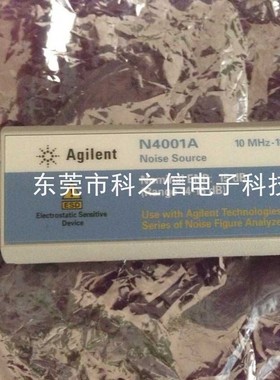 Agilent
N4001A
10 MHz-1
Noise Source
东莞市科之信电子科技
ESD
Electrostatic Sensitive
Device
Use with Agilent Technologies
Series of Noise Figure Analyze